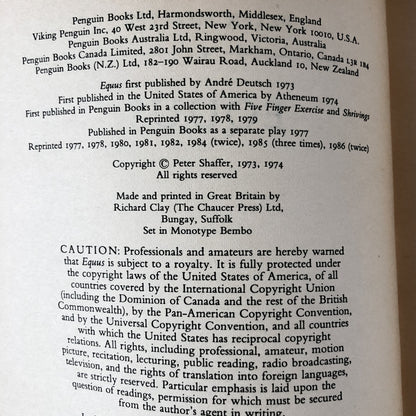 Penguin Books Ltd, Harmondsworth, Middlesex, England
Viking Penguin Inc, 40 West 23rd Street, New York, New York 10010, U.S.A.
Penguin Books Australia Ltd, Ringwood, Victoria, Australia
Penguin Books Canada Limited, 2801 John Street, Markham, Ontario, Canada L3R 1B4
Penguin Books (N.Z.) Ltd, 182–190 Wairau Road, Auckland 10, New Zealand
Equus first published by André Deutsch 1973
First published in the United States of America by Atheneum 1974
First published in Penguin Books in a collection with Five Finger Exercise and Shrivings
Reprinted 1977, 1978, 1979
Published in Penguin Books as a separate play 1977
Reprinted 1977, 1978, 1980, 1981, 1982, 1984 (twice), 1985 (three times), 1986 (twice)
Copyright © Peter Shaffer, 1973, 1974
All rights reserved
Made and printed in Great Britain by
Richard Clay (The Chaucer Press) Ltd,
Bungay, Suffolk
Set in Monotype Bembo
CAUTION: Professionals and amateurs are hereby warned
that Equus is subject to a royalty. It is fully protected under
the copyright laws of the United States of America, of all
countries covered by the International Copyright Union
(including the Dominion of Canada and the rest of the British
Commonwealth), by the Pan-American Copyright Convention,
and by the Universal Copyright Convention, and all countries
with which the United States has reciprocal copyright
relations. All rights, including professional, amateur, motion
picture, recitation, lecturing, public reading, radio broadcasting,
television, and the rights of translation into foreign languages,
are strictly reserved. Particular emphasis is laid upon the
question of readings, permission for which must be secured
from the author's agent in writing.